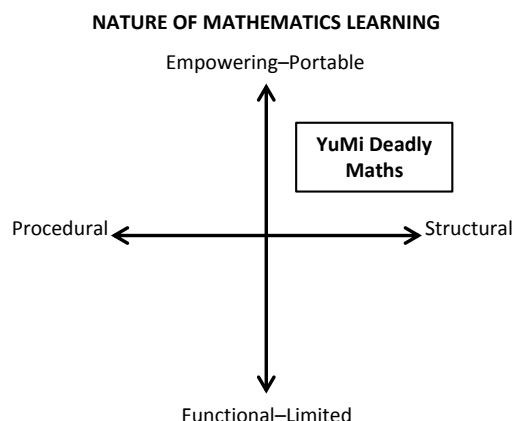 NATURE OF MATHEMATICS LEARNING
Empowering–Portable
YuMi Deadly
Maths
Procedural
Structural
Functional–Limited